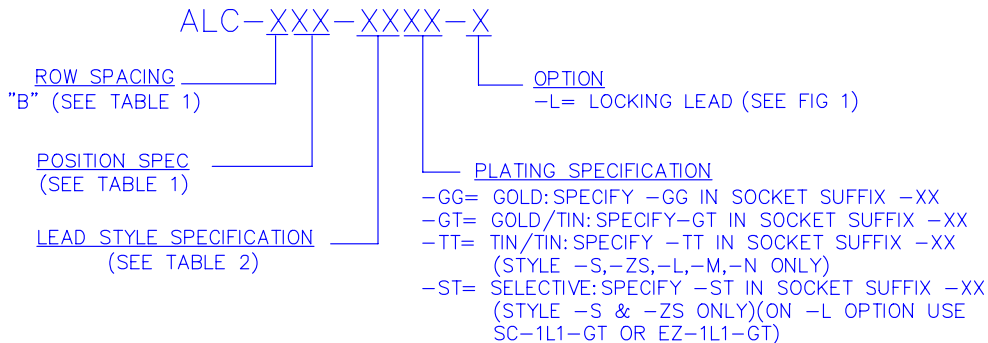 ALC-XXX-XXXX-X
ROW SPACING
"B" (SEE TABLE 1)
OPTION
-L= LOCKING LEAD (SEE FIG 1)
POSITION SPEC
(SEE TABLE 1)
LEAD STYLE SPECIFICATION
(SEE TABLE 2)
PLATING SPECIFICATION
-GG= GOLD: SPECIFY -GG IN SOCKET SUFFIX -XX
-GT= GOLD/TIN: SPECIFY-GT IN SOCKET SUFFIX -XX
-TT= TIN/TIN: SPECIFY -TT IN SOCKET SUFFIX -XX
(STYLE -S,-ZS,-L,-M,-N ONLY)
-ST= SELECTIVE: SPECIFY -ST IN SOCKET SUFFIX -XX
(STYLE -S & -ZS ONLY)(ON -L OPTION USE
SC-1L1-GT OR EZ-1L1-GT)